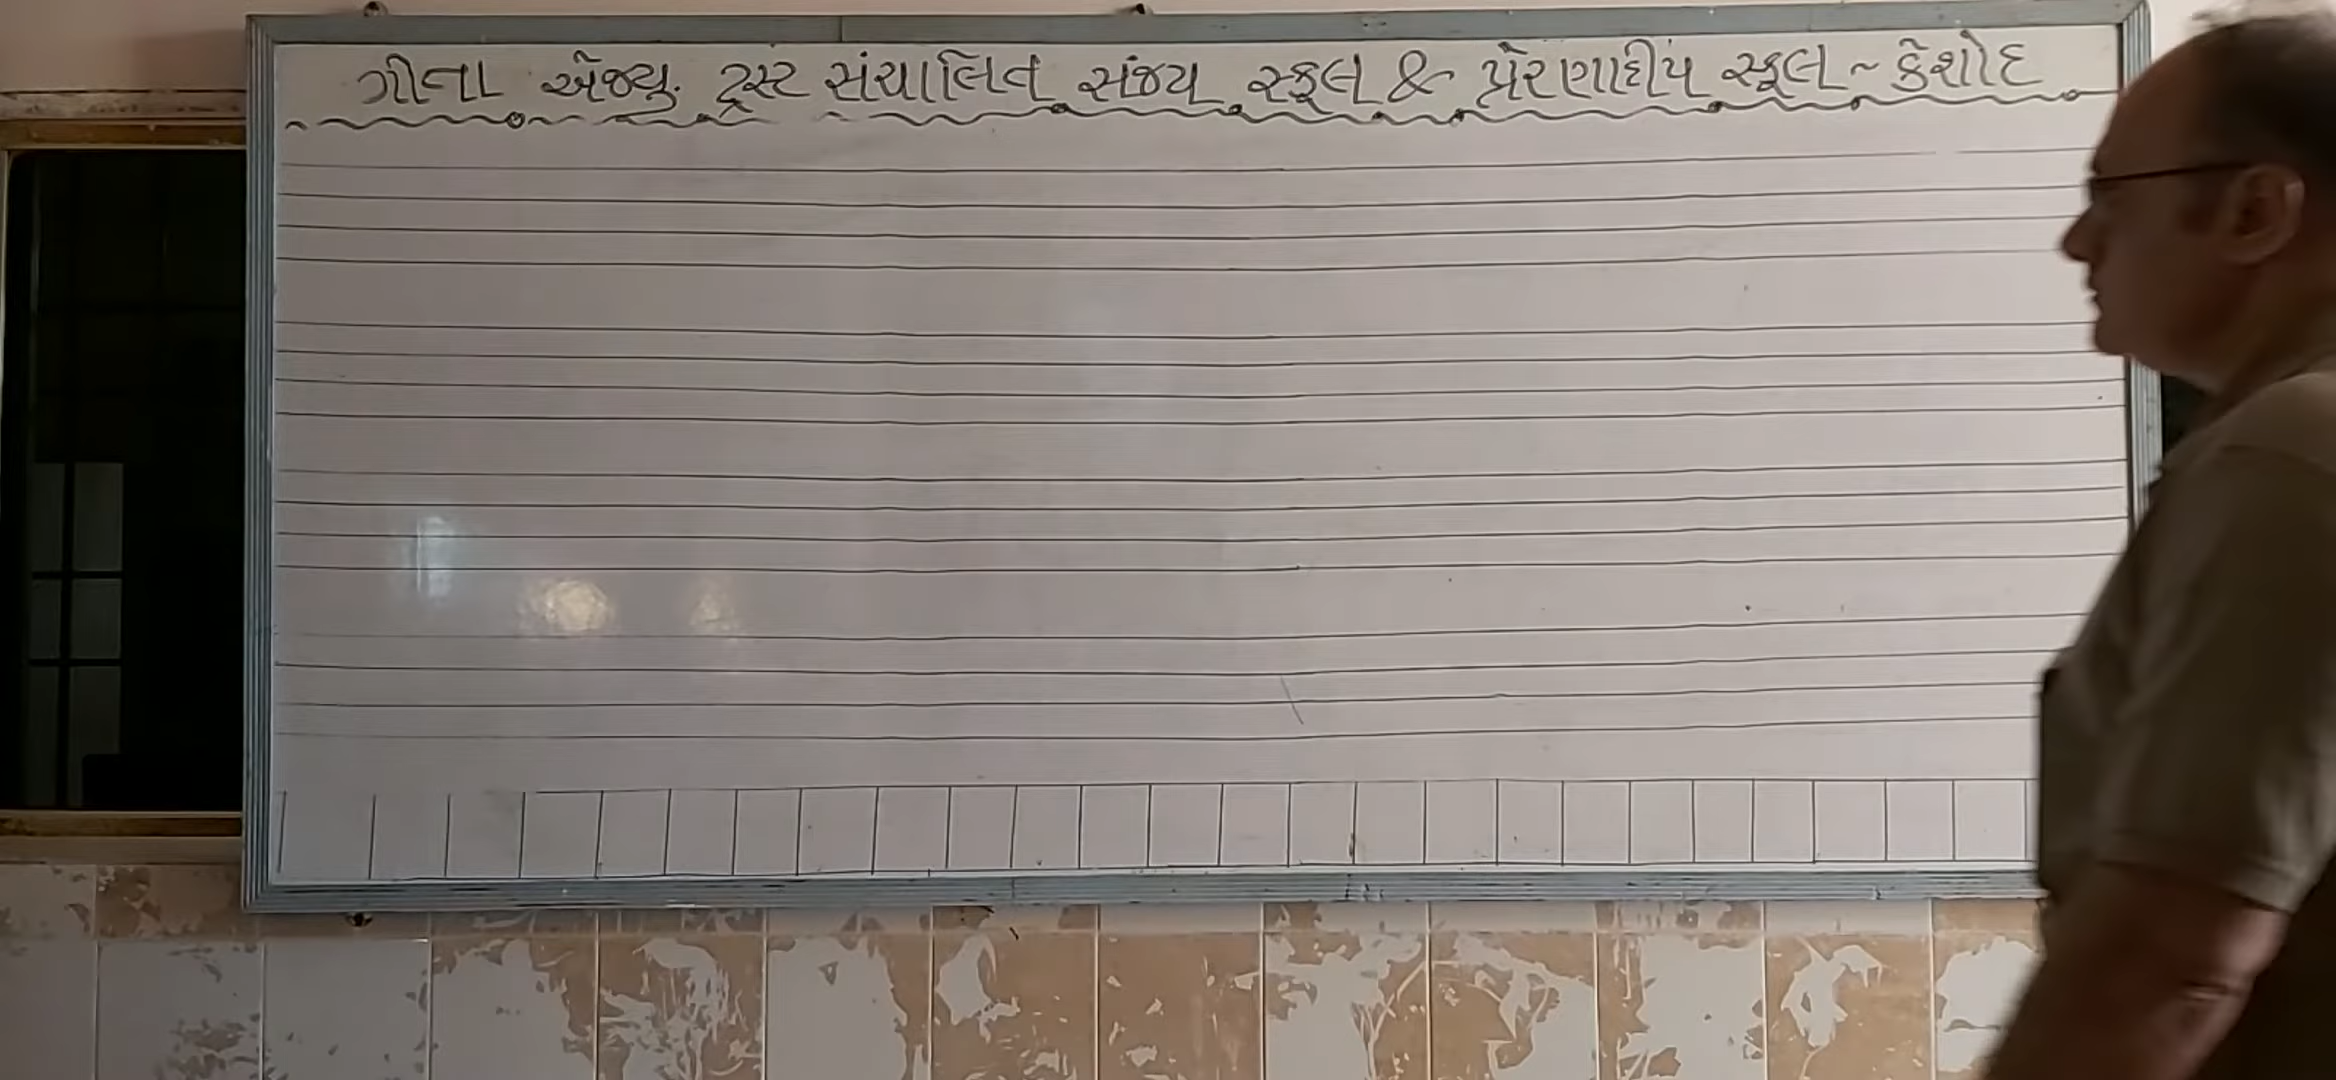 ગીતા એજ્યુ. ટ્રસ્ટ સંચાલિત સંજય સ્કૂલ & પ્રેરણાદીપ સ્કૂલ ~ કેશોદ